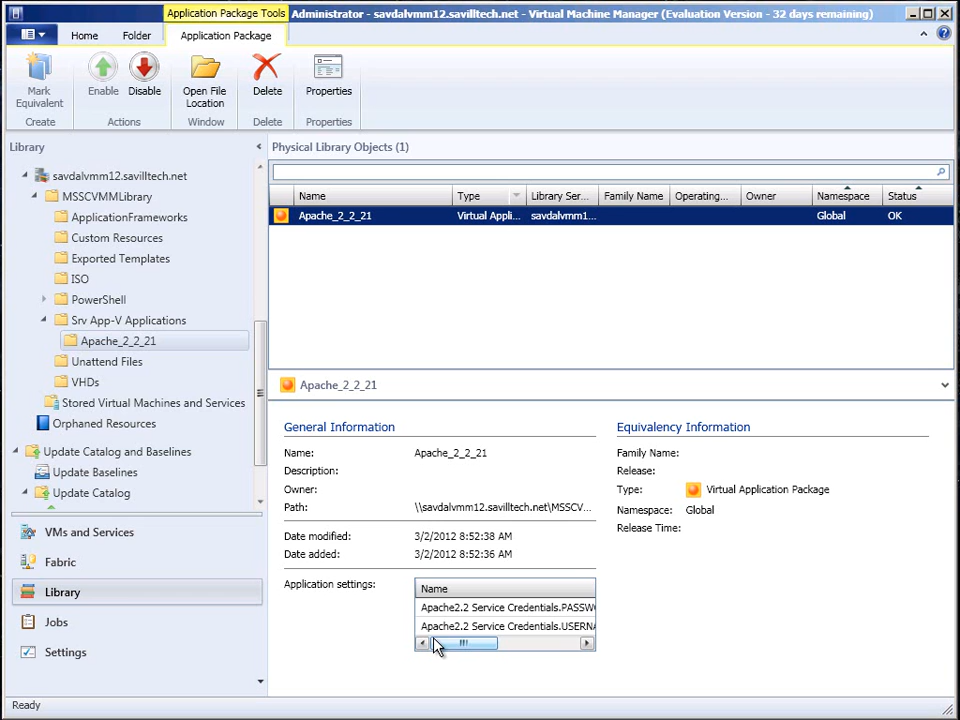 Application Package Tools
Administrator - savdalvmm12.savilltech.net - Virtual Machine Manager (Evaluation Version - 32 days remaining)
Home
Folder
Application Package
Mark
Equivalent
Enable
Disable
Open File
Location
Delete
Properties
Create
Actions
Window
Delete
Properties
Library
savdalvmm12.savilltech.net
MSSCVMMLibrary
ApplicationFrameworks
Custom Resources
Exported Templates
ISO
PowerShell
Srv App-V Applications
Apache_2_2_21
Unattend Files
VHDs
Stored Virtual Machines and Services
Orphaned Resources
Update Catalog and Baselines
Update Baselines
Update Catalog
VMs and Services
Fabric
Library
Jobs
Settings
Physical Library Objects (1)
Name Type Library Ser... Family Name Operating... Owner Namespace Status
Apache_2_2_21 Virtual Appli... savdalvmm1... Global OK
Apache_2_2_21
General Information
Name: Apache_2_2_21
Description:
Owner:
Path: \\savdalvmm12.savilltech.net\MSSCV...
Date modified: 3/2/2012 8:52:38 AM
Date added: 3/2/2012 8:52:36 AM
Application settings:
Name
Apache2.2 Service Credentials.PASSW
Apache2.2 Service Credentials.USERNA
Equivalency Information
Family Name:
Release:
Type: Virtual Application Package
Namespace: Global
Release Time:
Ready